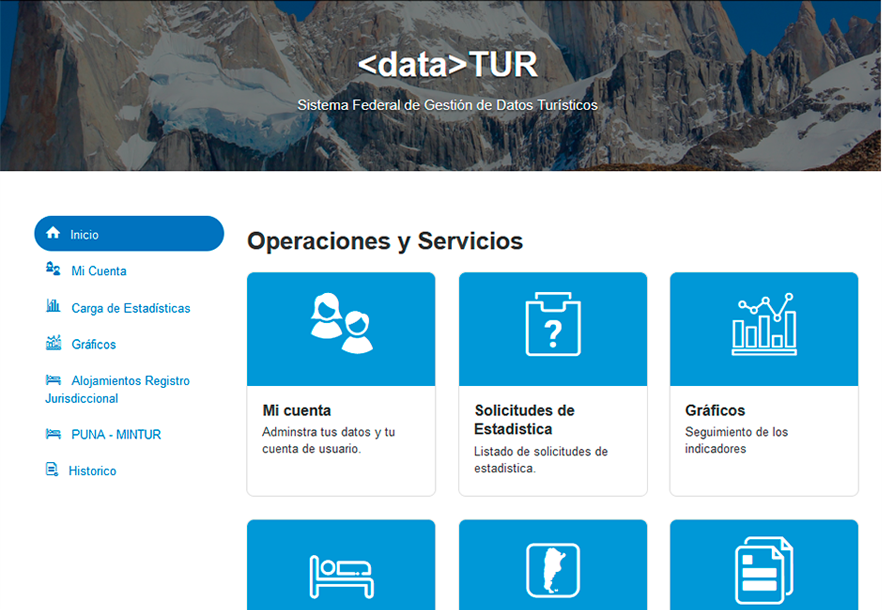 <data>TUR
Sistema Federal de Gestión de Datos Turísticos
Inicio
Mi Cuenta
Carga de Estadísticas
Gráficos
Alojamientos Registro
Jurisdiccional
PUNA - MINTUR
Historico
Operaciones y Servicios
Mi cuenta
Adminstra tus datos y tu
cuenta de usuario.
?
Solicitudes de
Estadistica
Listado de solicitudes de
estadistica.
Gráficos
Seguimiento de los
indicadores